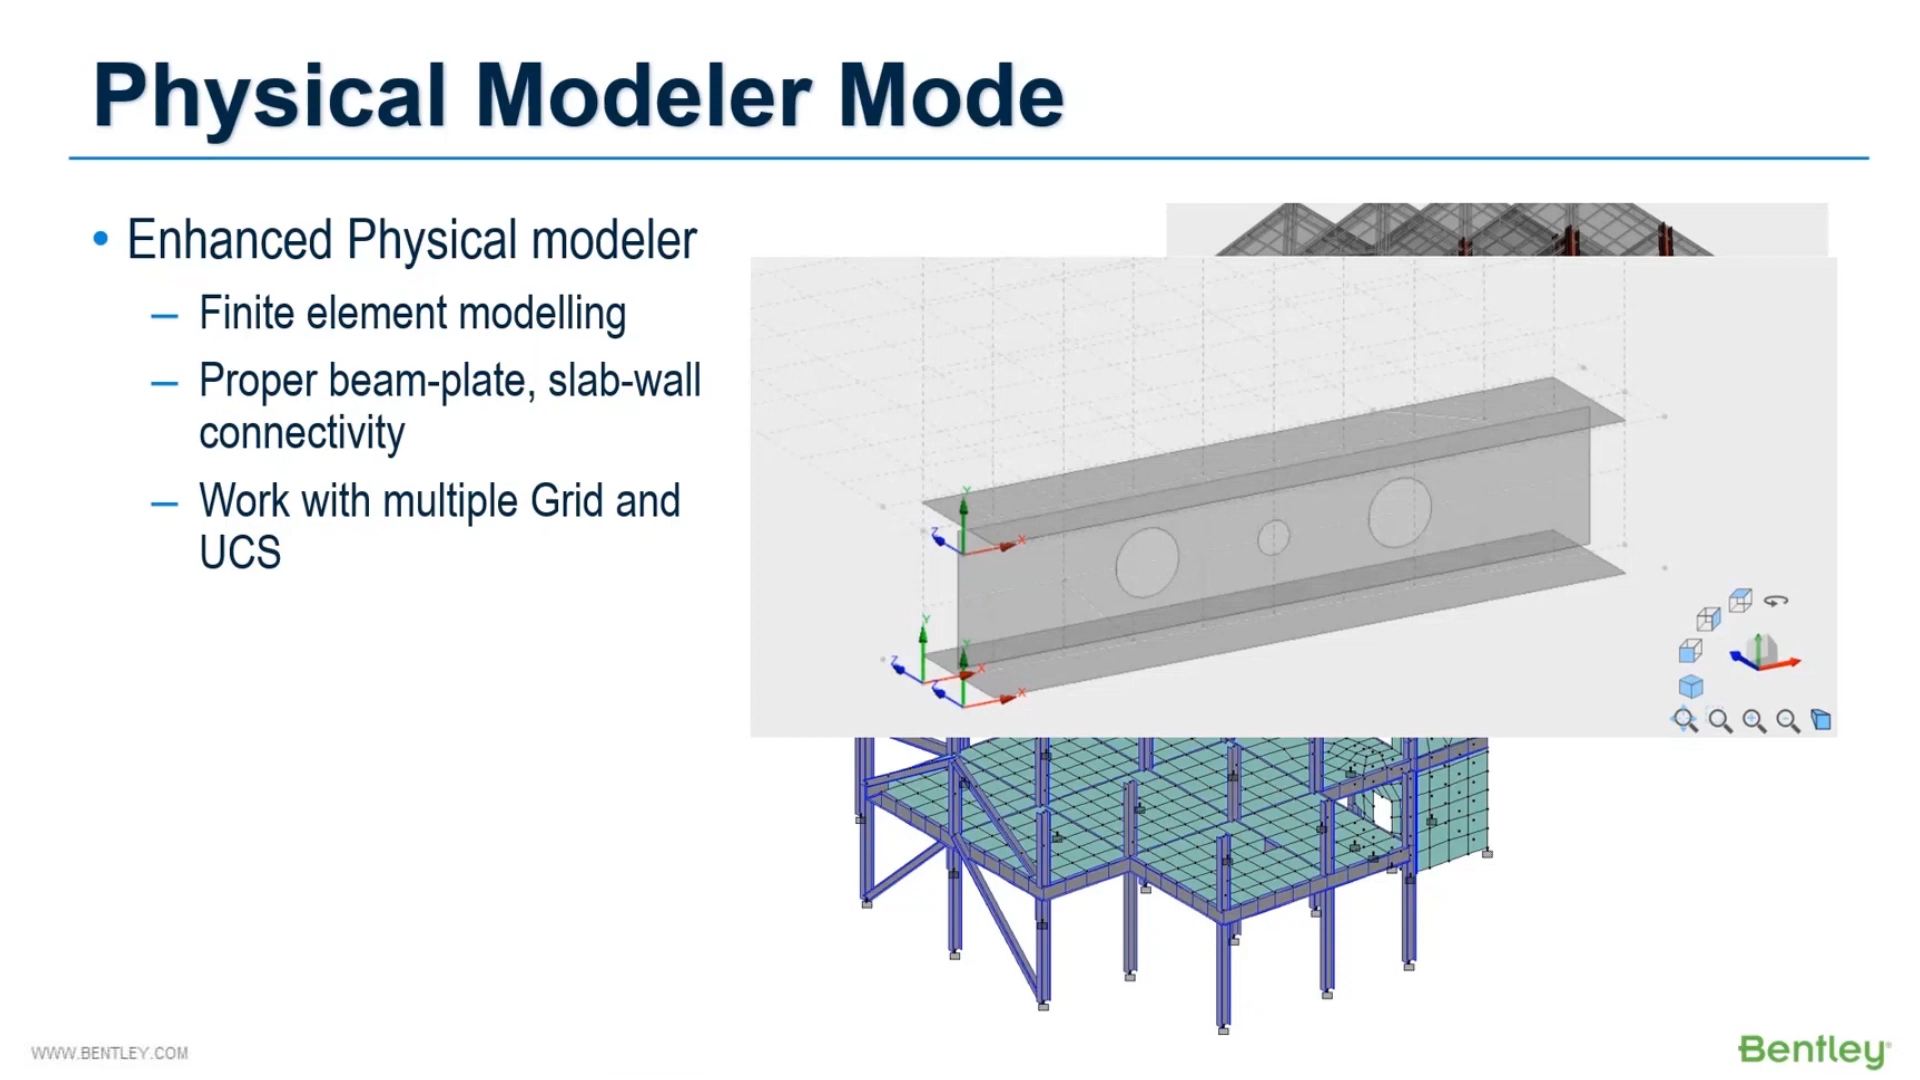 Physical Modeler Mode
• Enhanced Physical modeler
– Finite element modelling
– Proper beam-plate, slab-wall
connectivity
– Work with multiple Grid and
UCS
Y
Z
X
Y
Z
X
Y
Z
X
WWW.BENTLEY.COM
Bentley®